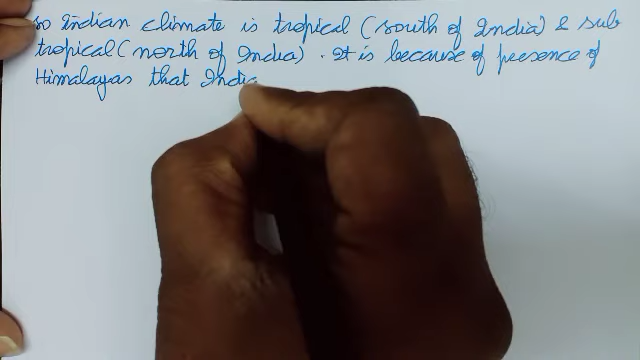 so Indian climate is tropical (south of India) & sub
tropical (north of India). It is because of presence of
Himalayas that India